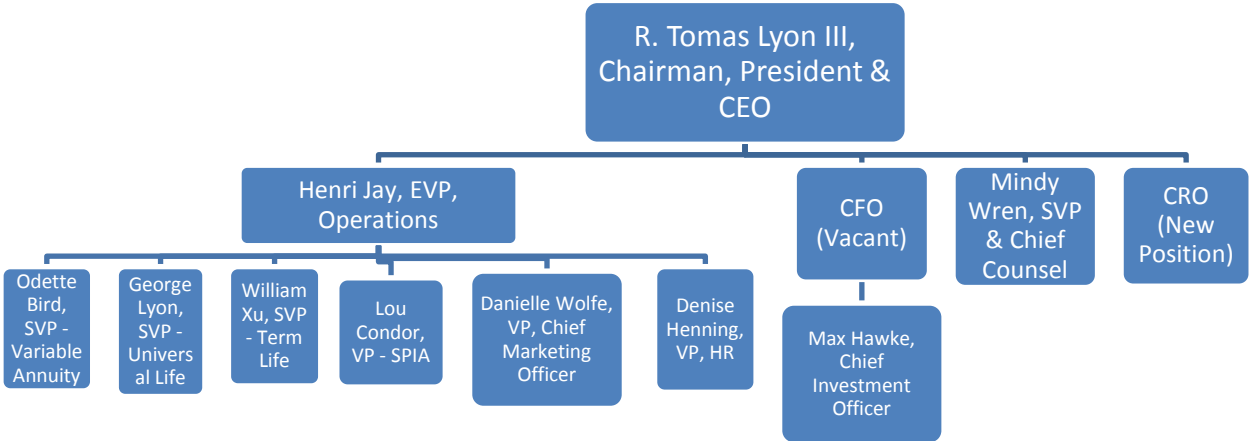 R. Tomas Lyon III,
Chairman, President &
CEO
Henri Jay, EVP,
Operations
CFO
(Vacant)
Mindy
Wren, SVP
& Chief
Counsel
CRO
(New
Position)
Odette
Bird,
SVP -
Variable
Annuity
George
Lyon,
SVP -
Univers
al Life
William
Xu, SVP
- Term
Life
Lou
Condor,
VP - SPIA
Danielle Wolfe,
VP, Chief
Marketing
Officer
Denise
Henning,
VP, HR
Max Hawke,
Chief
Investment
Officer